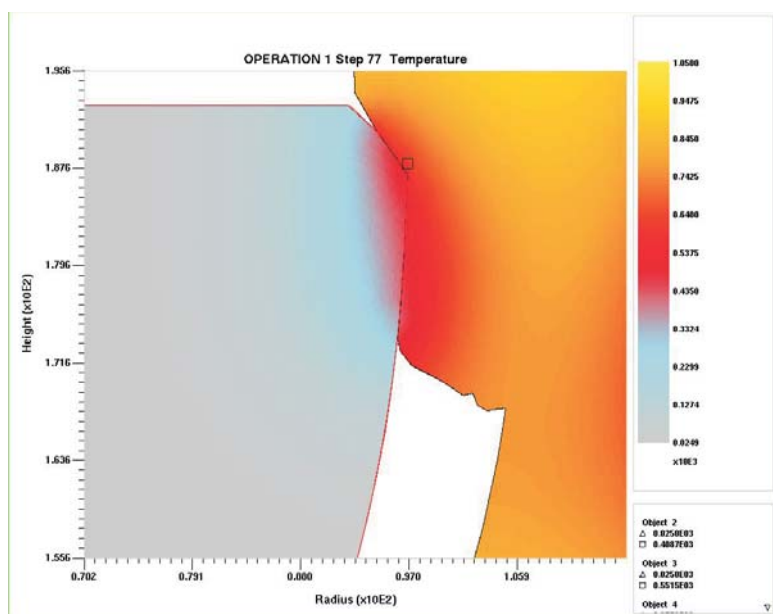 OPERATION 1 Step 77 Temperature
1.956
1.876
1.796
1.716
1.636
1.556
Height (x10E2)
0.702
0.791
0.000
0.970
1.059
Radius (x10E2)
1.0500
0.9475
0.8450
0.7425
0.6400
0.5375
0.4350
0.3324
0.2299
0.1274
0.0249
x10E3
Object 2
△ 0.0250E03
□ 0.4807E03
Object 3
△ 0.0250E03
□ 0.5515E03
Object 4